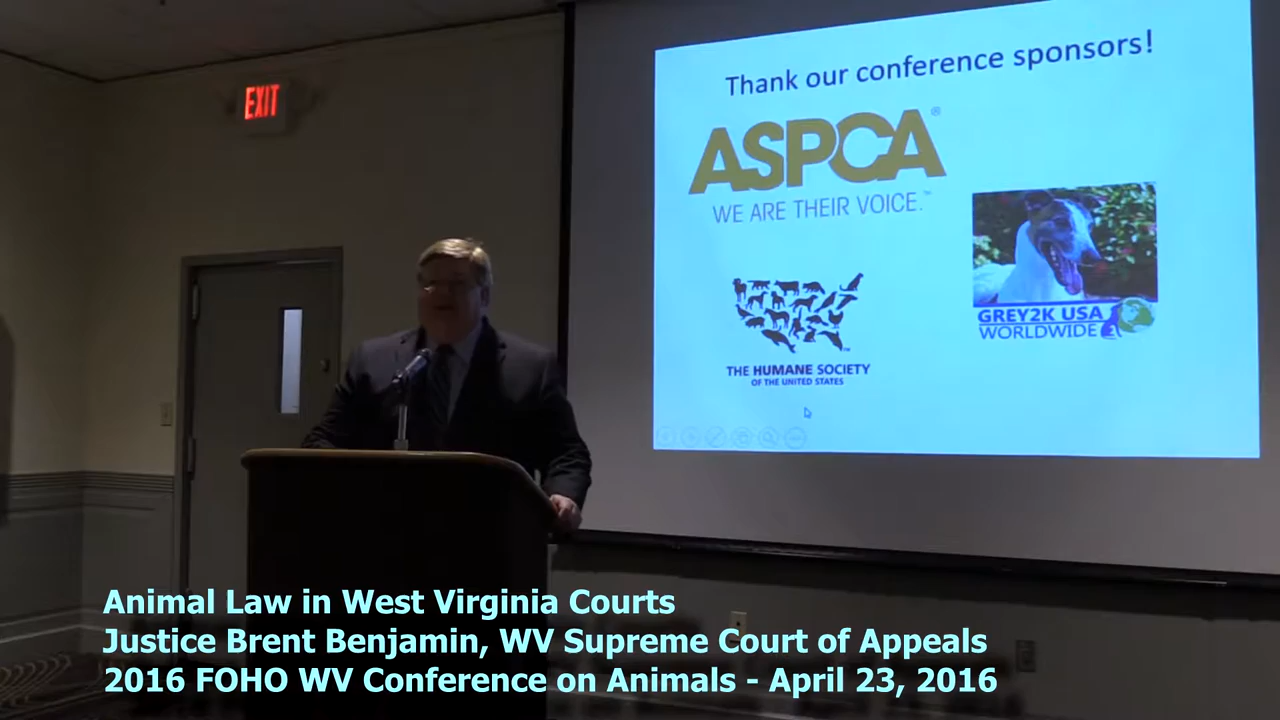 EXIT
Thank our conference sponsors!
ASPCA®
WE ARE THEIR VOICE.™
GREY2K USA
WORLDWIDE
THE HUMANE SOCIETY
OF THE UNITED STATES
Animal Law in West Virginia Courts
Justice Brent Benjamin, WV Supreme Court of Appeals
2016 FOHO WV Conference on Animals - April 23, 2016